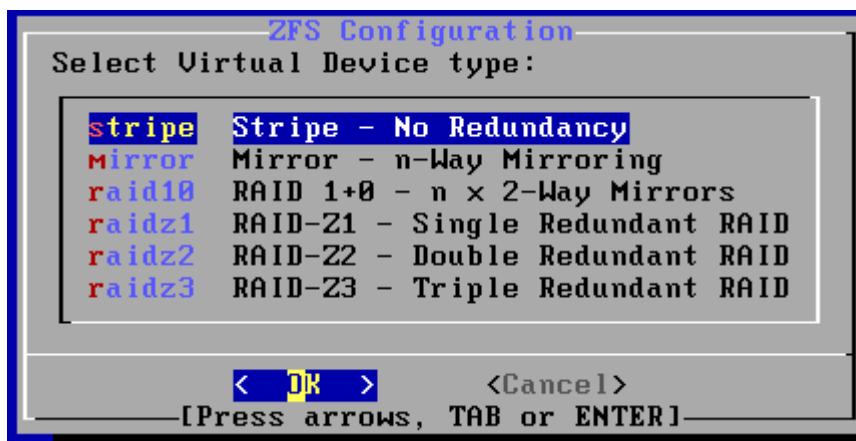 ZFS Configuration
Select Virtual Device type:
stripe Stripe - No Redundancy
mirror Mirror - n-Way Mirroring
raid10 RAID 1+0 - n x 2-Way Mirrors
raidz1 RAID-Z1 - Single Redundant RAID
raidz2 RAID-Z2 - Double Redundant RAID
raidz3 RAID-Z3 - Triple Redundant RAID
< OK > <Cancel>
[Press arrows, TAB or ENTER]